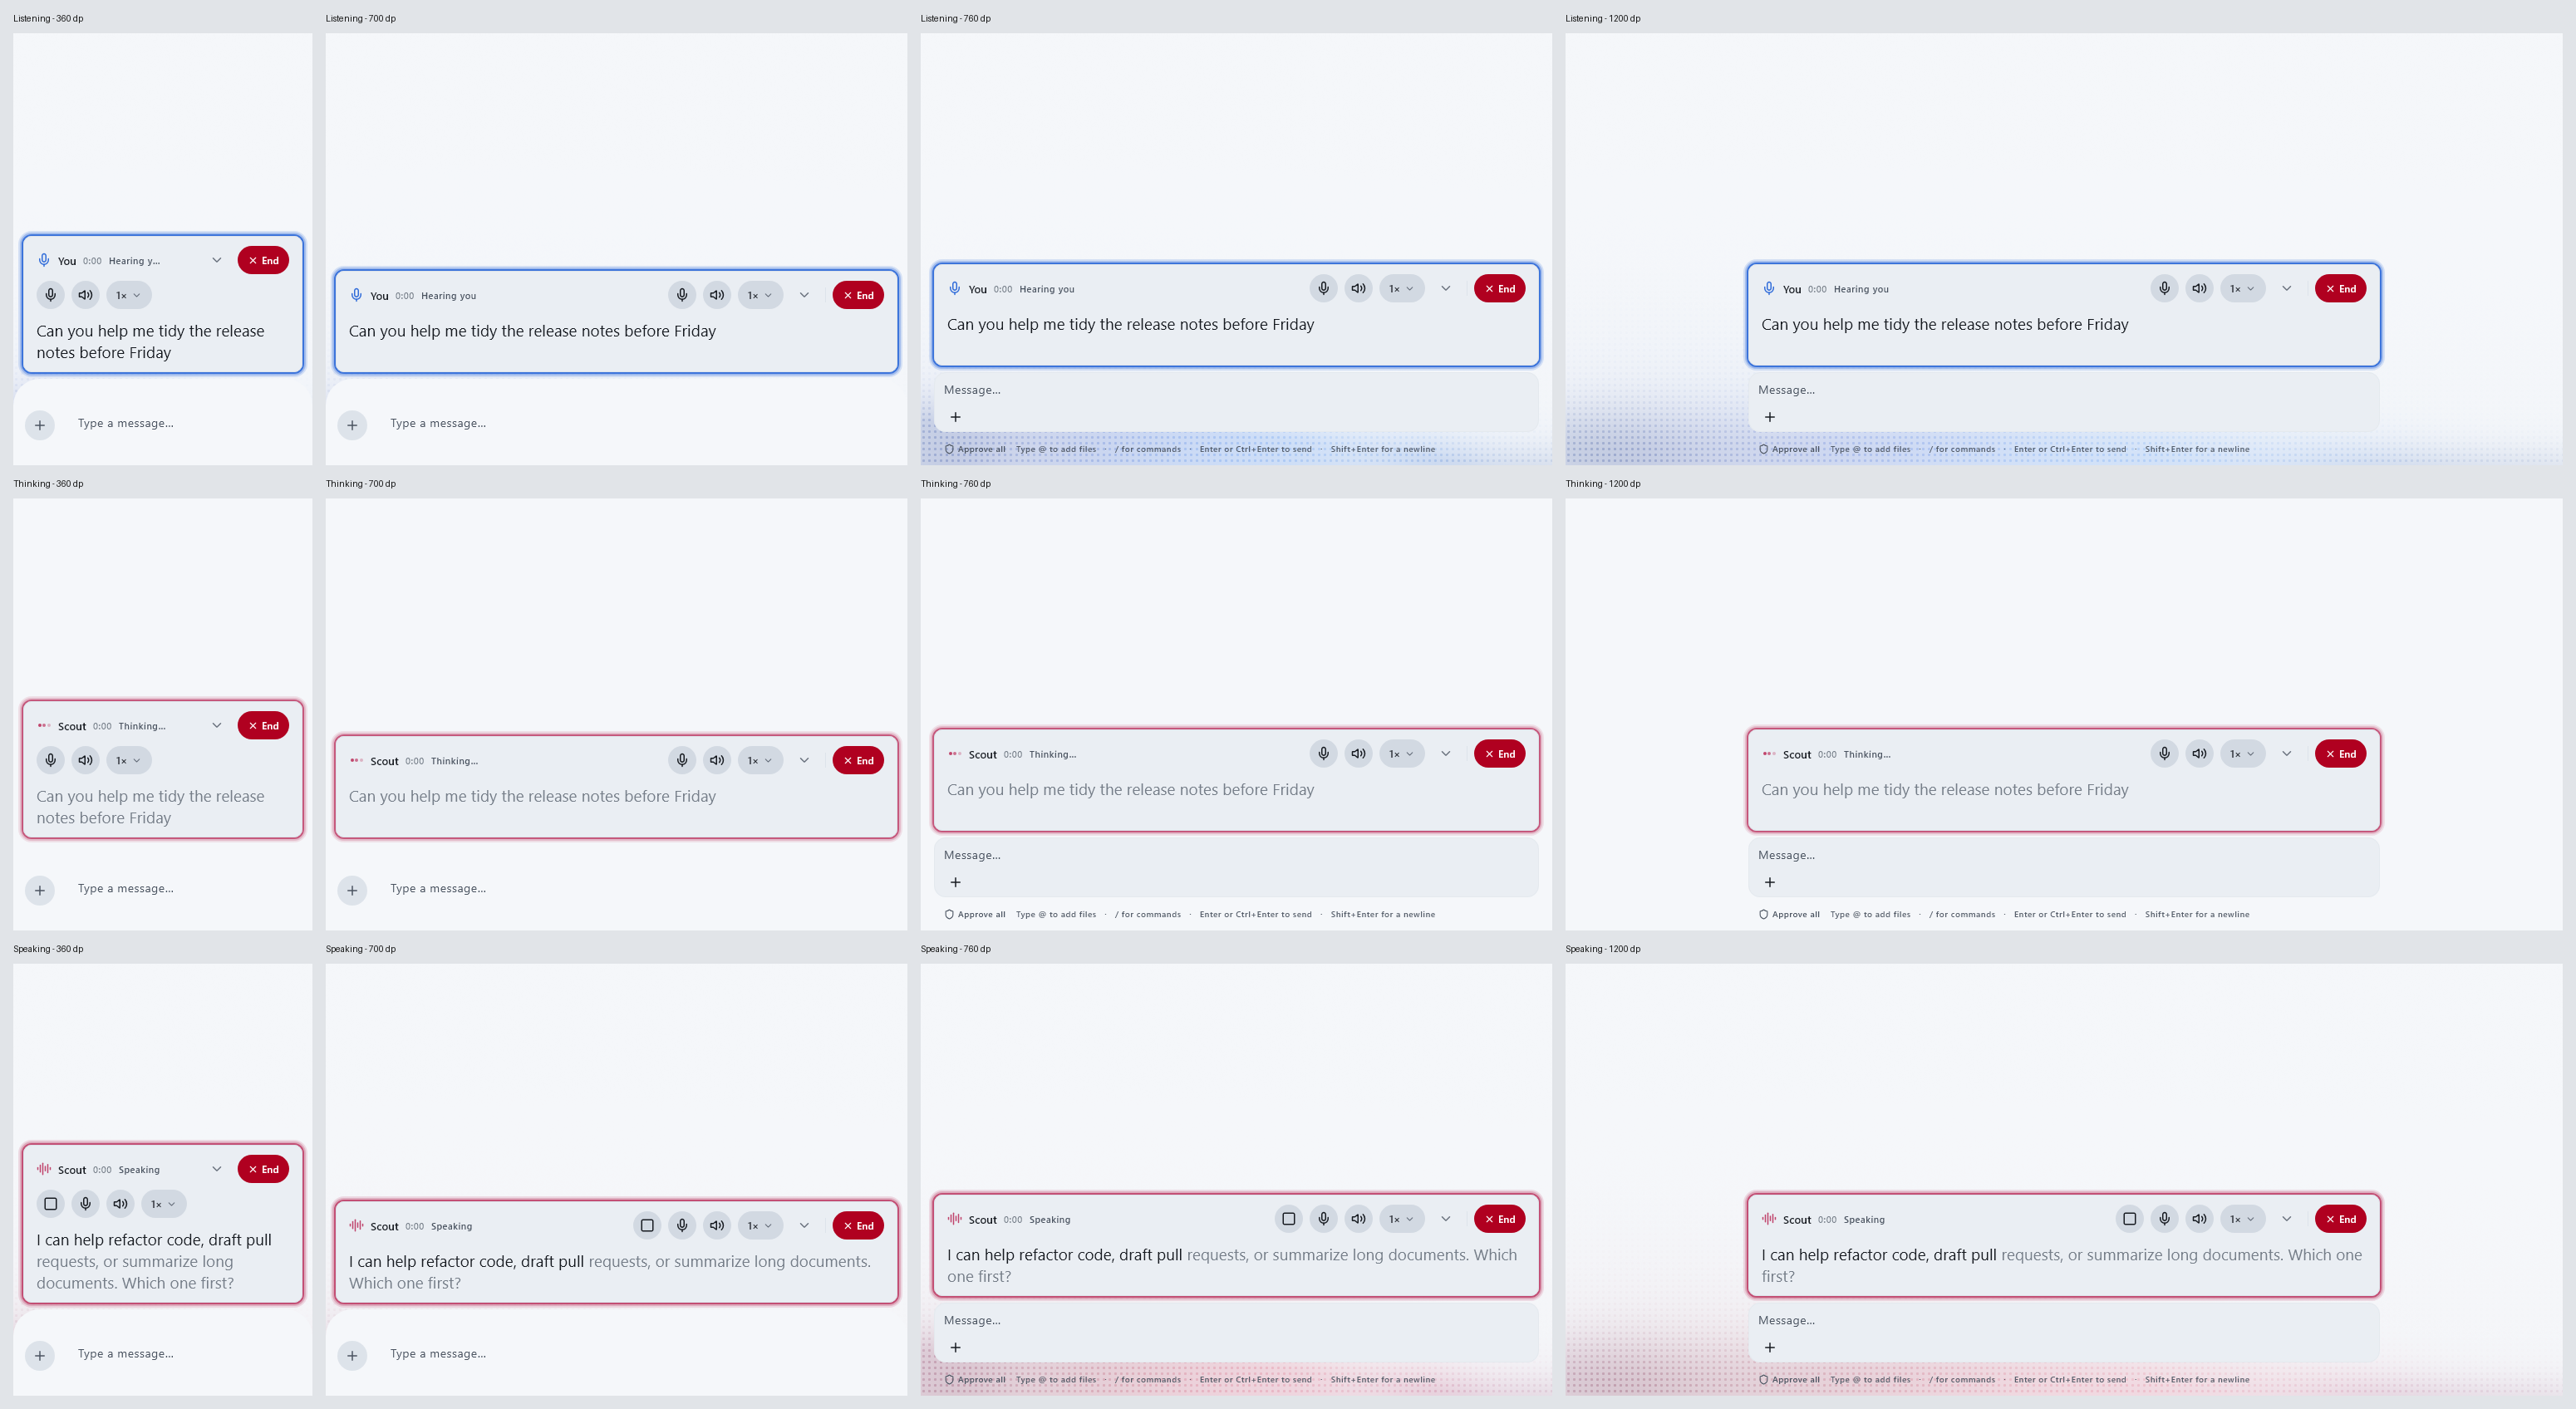 Listening - 360 dp
You 0:00 Hearing y... × End
1×
Can you help me tidy the release
notes before Friday
Type a message...
Listening - 700 dp
You 0:00 Hearing you 1× × End
Can you help me tidy the release notes before Friday
Type a message...
Listening - 760 dp
You 0:00 Hearing you 1× × End
Can you help me tidy the release notes before Friday
Message...
Approve all Type @ to add files · / for commands · Enter or Ctrl+Enter to send · Shift+Enter for a newline
Listening - 1200 dp
You 0:00 Hearing you 1× × End
Can you help me tidy the release notes before Friday
Message...
Approve all Type @ to add files · / for commands · Enter or Ctrl+Enter to send · Shift+Enter for a newline
Thinking - 360 dp
Scout 0:00 Thinking... × End
1×
Can you help me tidy the release
notes before Friday
Type a message...
Thinking - 700 dp
Scout 0:00 Thinking... 1× × End
Can you help me tidy the release notes before Friday
Type a message...
Thinking - 760 dp
Scout 0:00 Thinking... 1× × End
Can you help me tidy the release notes before Friday
Message...
Approve all Type @ to add files · / for commands · Enter or Ctrl+Enter to send · Shift+Enter for a newline
Thinking - 1200 dp
Scout 0:00 Thinking... 1× × End
Can you help me tidy the release notes before Friday
Message...
Approve all Type @ to add files · / for commands · Enter or Ctrl+Enter to send · Shift+Enter for a newline
Speaking - 360 dp
Scout 0:00 Speaking × End
1×
I can help refactor code, draft pull
requests, or summarize long
documents. Which one first?
Type a message...
Speaking - 700 dp
Scout 0:00 Speaking 1× × End
I can help refactor code, draft pull requests, or summarize long documents.
Which one first?
Type a message...
Speaking - 760 dp
Scout 0:00 Speaking 1× × End
I can help refactor code, draft pull requests, or summarize long documents. Which
one first?
Message...
Approve all Type @ to add files · / for commands · Enter or Ctrl+Enter to send · Shift+Enter for a newline
Speaking - 1200 dp
Scout 0:00 Speaking 1× × End
I can help refactor code, draft pull requests, or summarize long documents. Which one
first?
Message...
Approve all Type @ to add files · / for commands · Enter or Ctrl+Enter to send · Shift+Enter for a newline